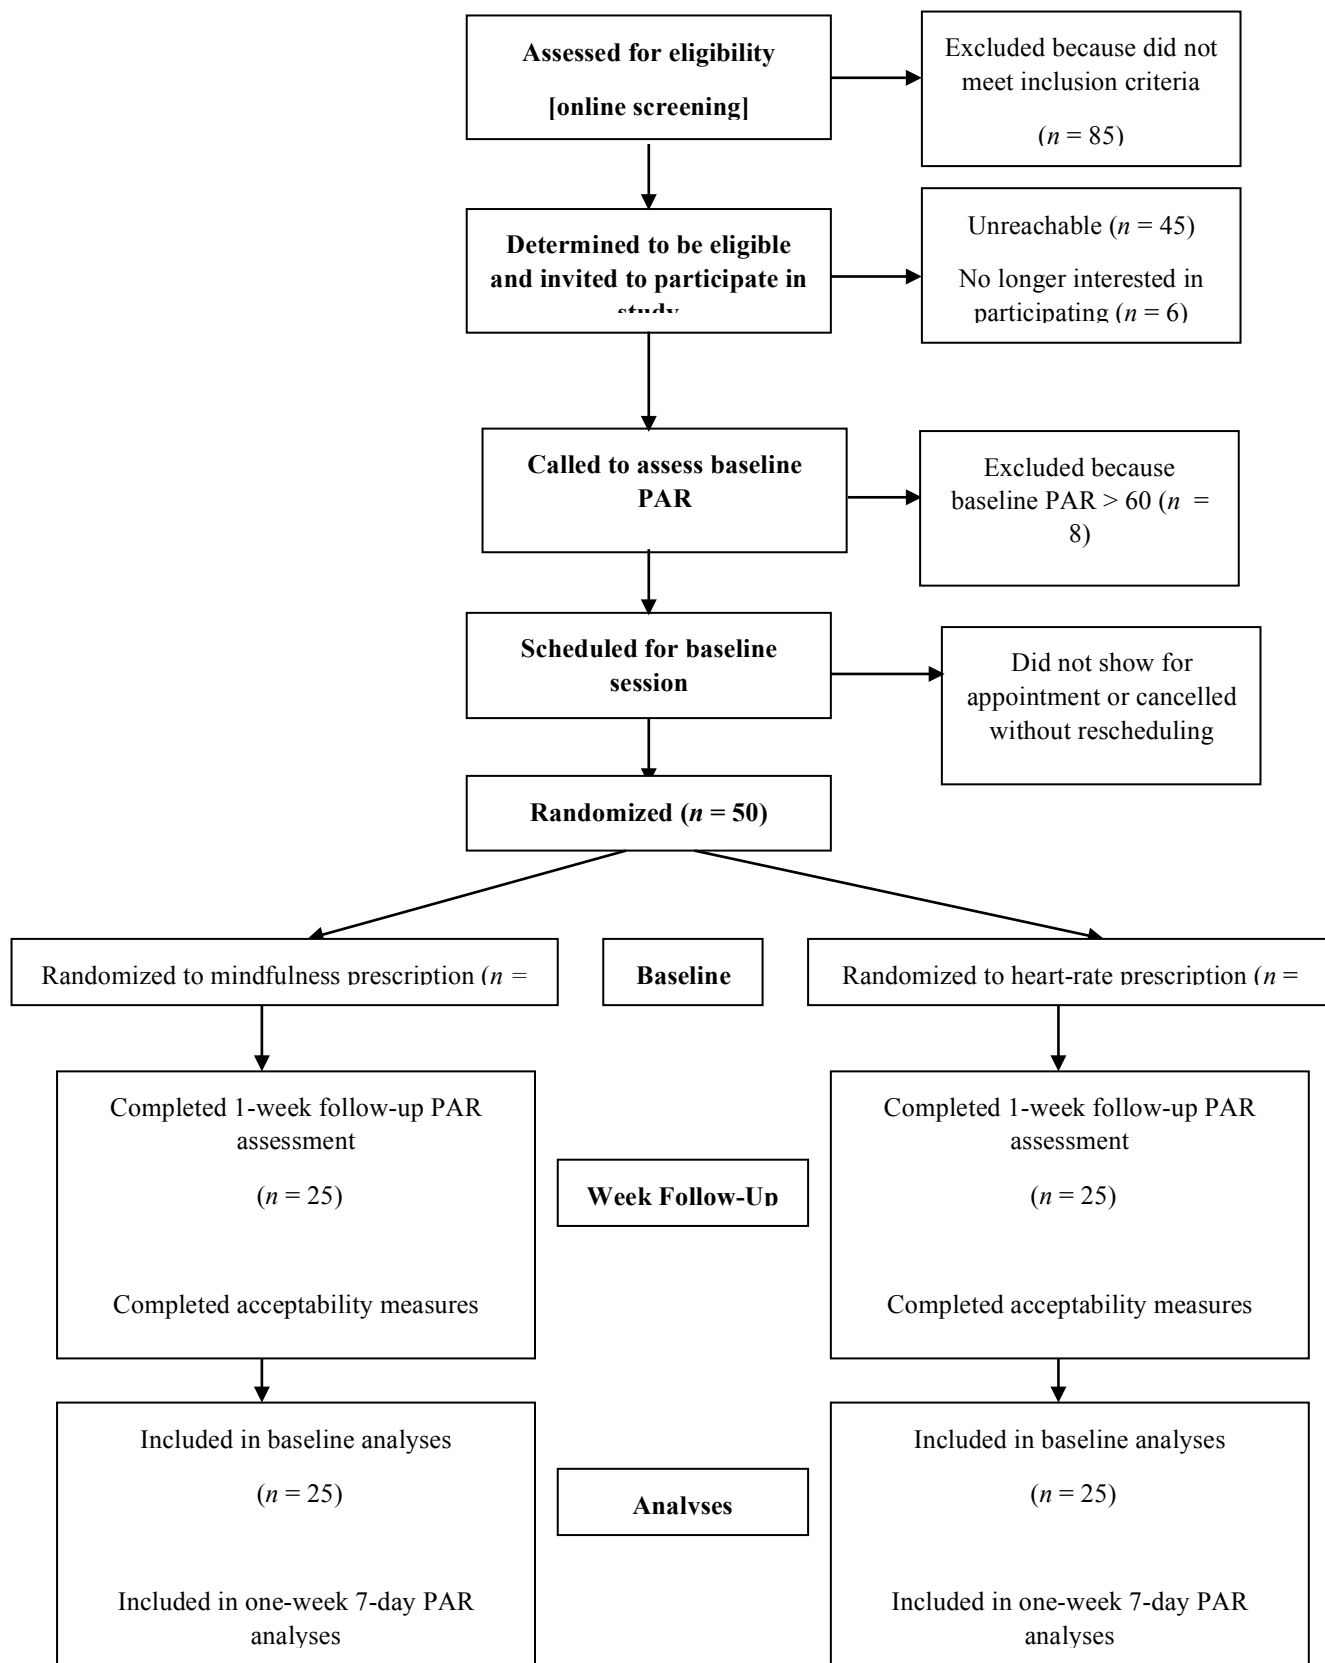 Assessed for eligibility
[online screening]
Excluded because did not
meet inclusion criteria
(n = 85)
Determined to be eligible
and invited to participate in
study
Unreachable (n = 45)
No longer interested in
participating (n = 6)
Called to assess baseline
PAR
Excluded because
baseline PAR > 60 (n =
8)
Scheduled for baseline
session
Did not show for
appointment or cancelled
without rescheduling
Randomized (n = 50)
Randomized to mindfulness prescription (n =
Baseline
Randomized to heart-rate prescription (n =
Completed 1-week follow-up PAR
assessment
(n = 25)
Completed acceptability measures
Week Follow-Up
Completed 1-week follow-up PAR
assessment
(n = 25)
Completed acceptability measures
Included in baseline analyses
(n = 25)
Included in one-week 7-day PAR
analyses
Analyses
Included in baseline analyses
(n = 25)
Included in one-week 7-day PAR
analyses